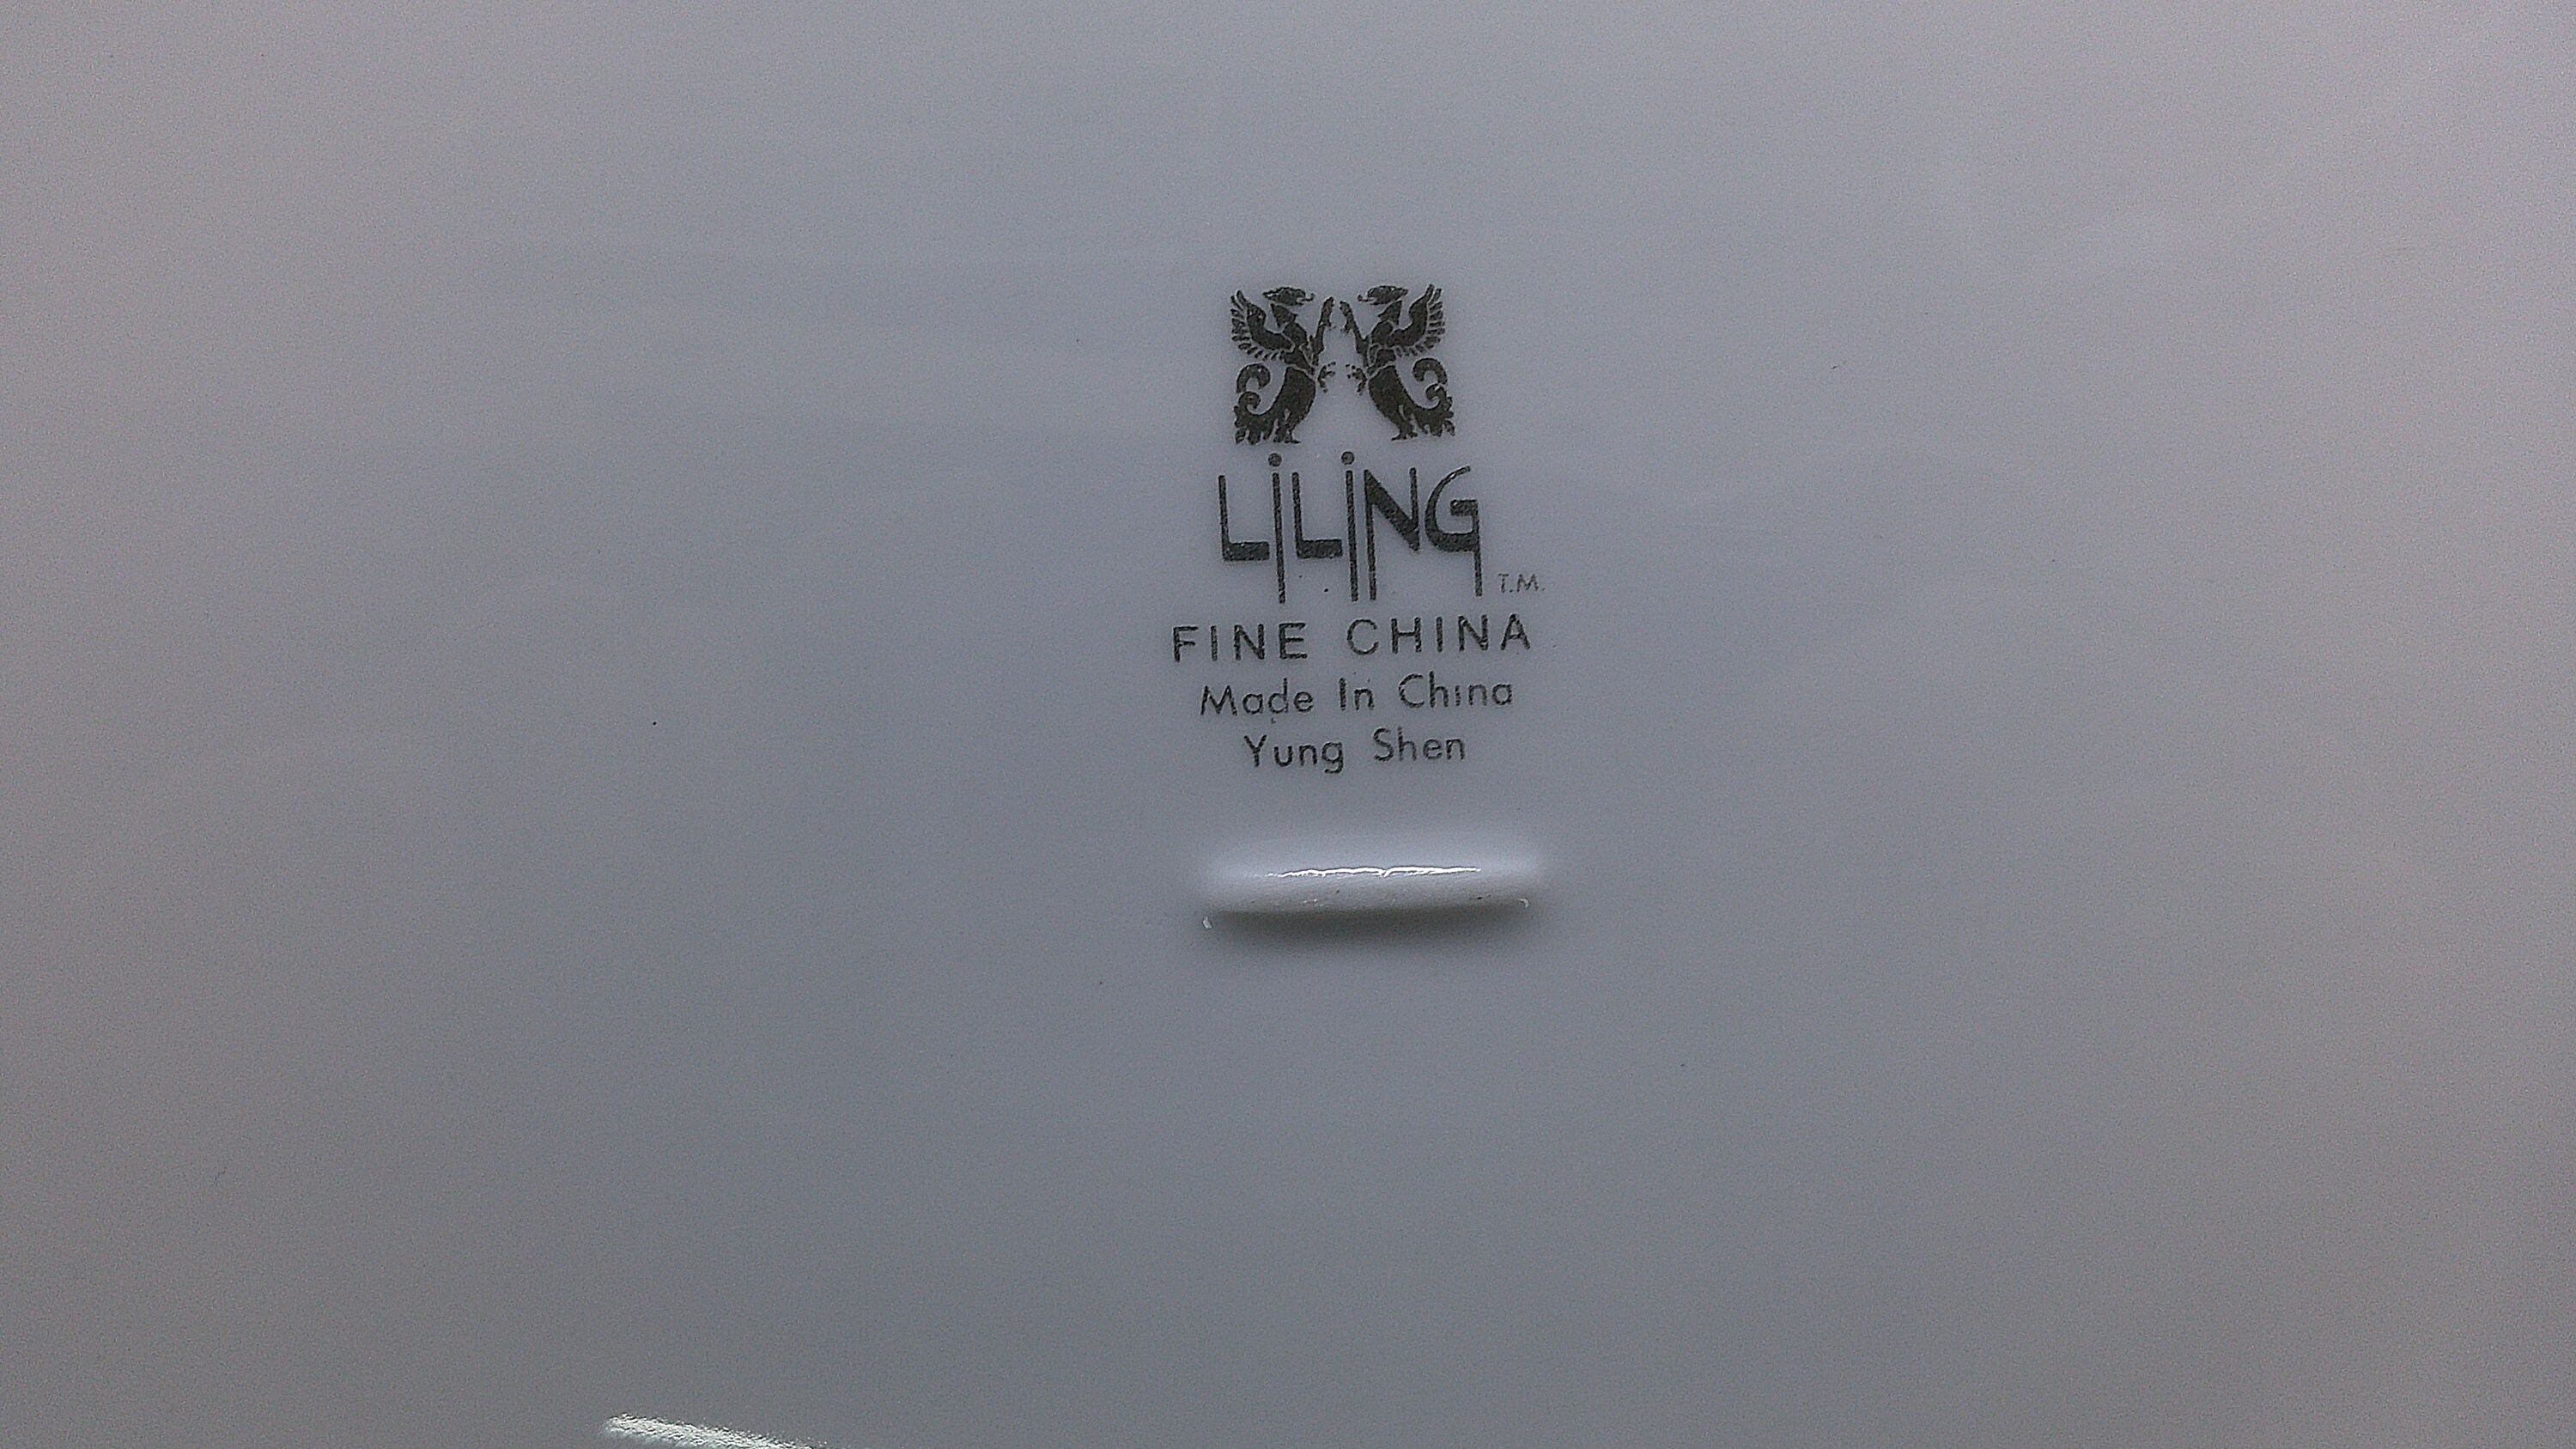 LiLiNG T.M.
FINE CHINA
Made In China
Yung Shen